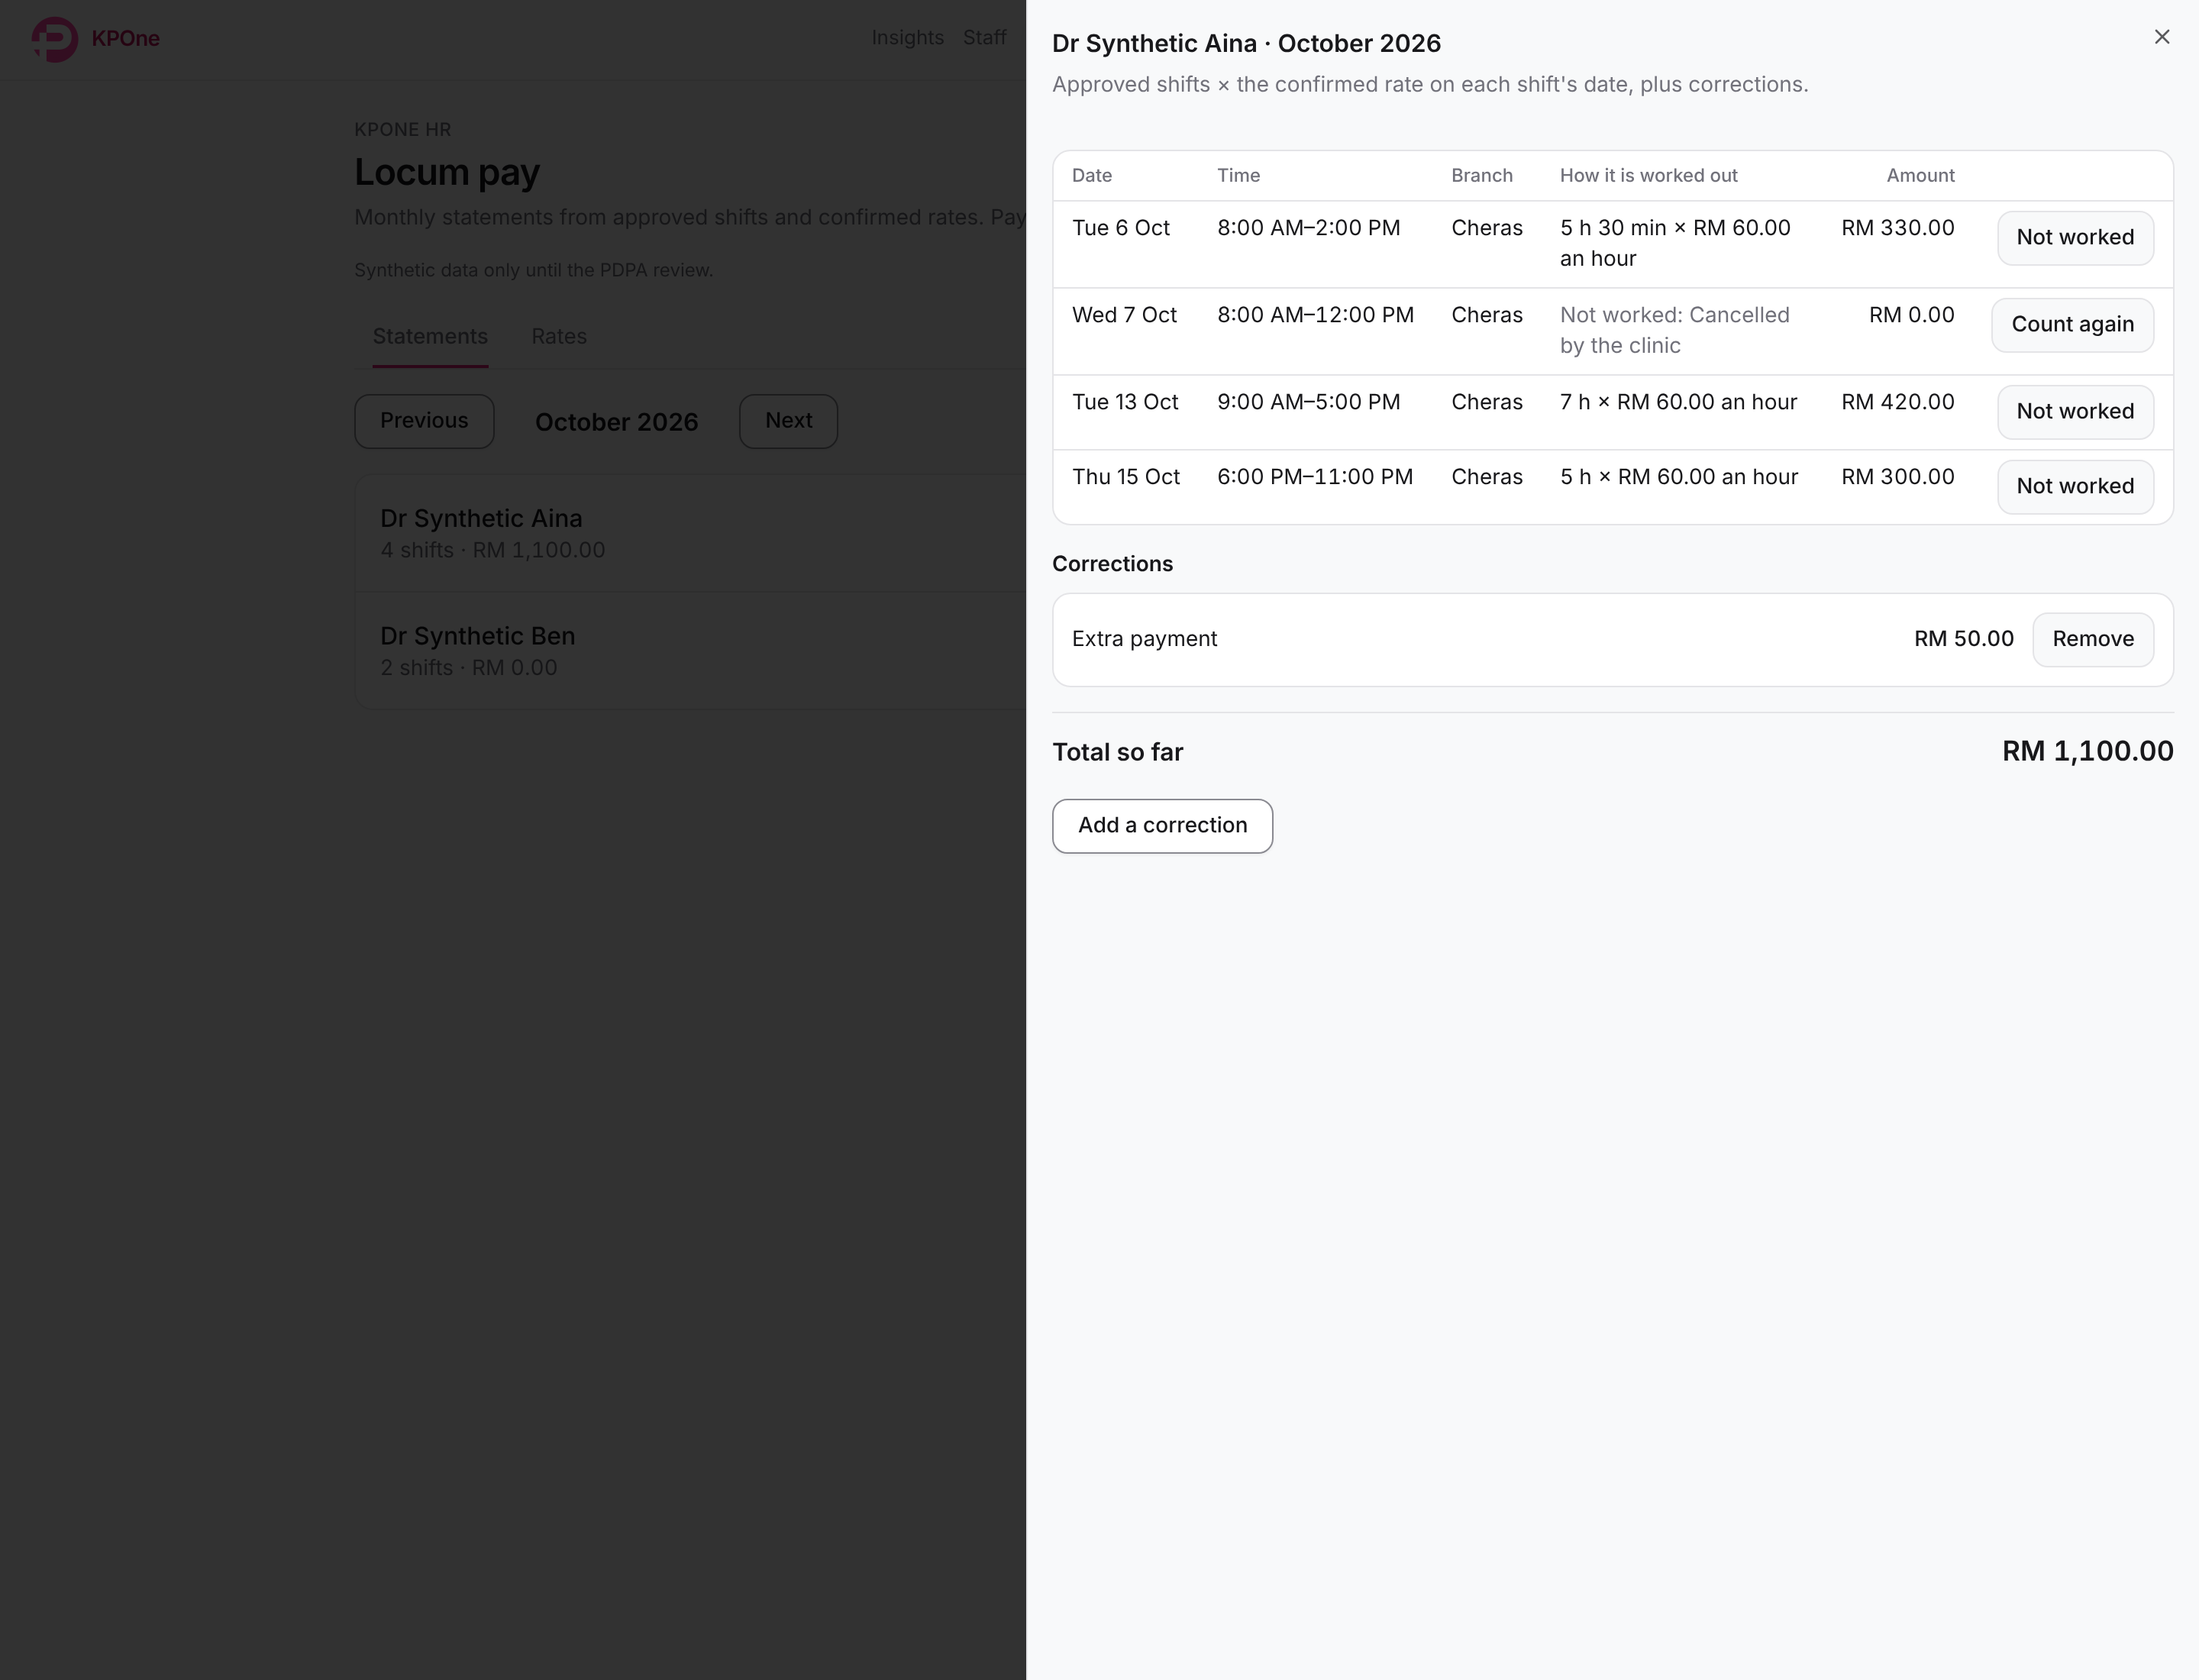 KPOne
Insights Staff
KPONE HR
Locum pay
Monthly statements from approved shifts and confirmed rates. Pay
Synthetic data only until the PDPA review.
Statements Rates
Previous October 2026 Next
Dr Synthetic Aina
4 shifts · RM 1,100.00
Dr Synthetic Ben
2 shifts · RM 0.00
Dr Synthetic Aina · October 2026
Approved shifts × the confirmed rate on each shift's date, plus corrections.
Date Time Branch How it is worked out Amount
Tue 6 Oct 8:00 AM–2:00 PM Cheras 5 h 30 min × RM 60.00 RM 330.00 Not worked
an hour
Wed 7 Oct 8:00 AM–12:00 PM Cheras Not worked: Cancelled RM 0.00 Count again
by the clinic
Tue 13 Oct 9:00 AM–5:00 PM Cheras 7 h × RM 60.00 an hour RM 420.00 Not worked
Thu 15 Oct 6:00 PM–11:00 PM Cheras 5 h × RM 60.00 an hour RM 300.00 Not worked
Corrections
Extra payment RM 50.00 Remove
Total so far RM 1,100.00
Add a correction